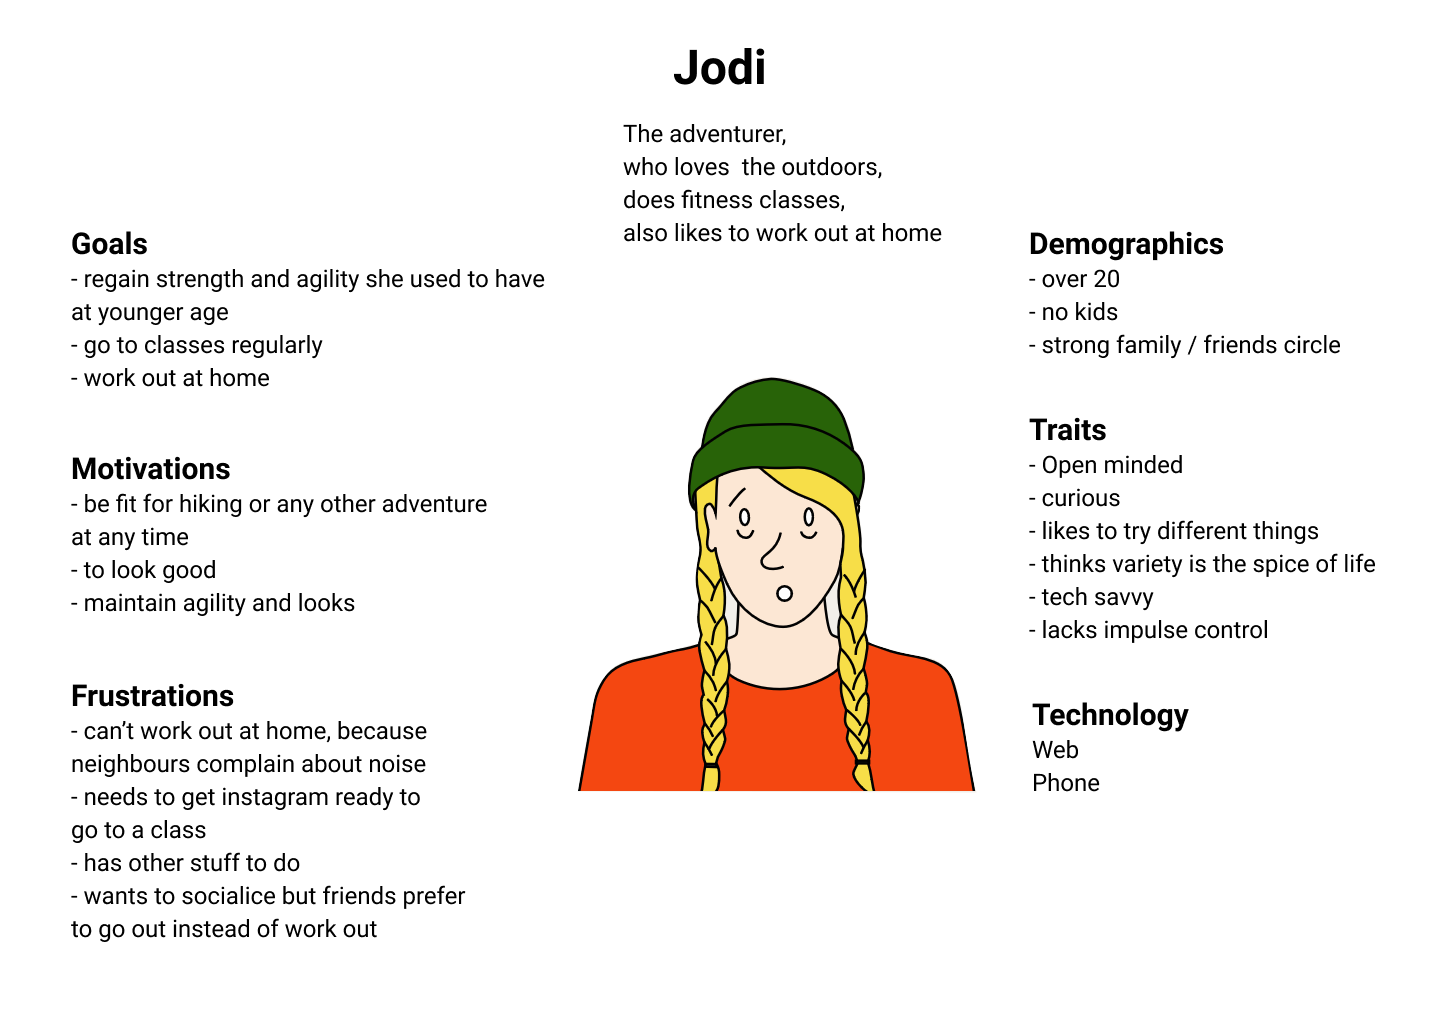 Jodi
The adventurer,
who loves  the outdoors,
does fitness classes,
also likes to work out at home
Goals
- regain strength and agility she used to have
at younger age
- go to classes regularly
- work out at home
Motivations
- be fit for hiking or any other adventure
at any time
- to look good
- maintain agility and looks
Frustrations
- can’t work out at home, because
neighbours complain about noise
- needs to get instagram ready to
go to a class
- has other stuff to do
- wants to socialice but friends prefer
to go out instead of work out
Demographics
- over 20
- no kids
- strong family / friends circle
Traits
- Open minded
- curious
- likes to try different things
- thinks variety is the spice of life
- tech savvy
- lacks impulse control
Technology
Web
Phone